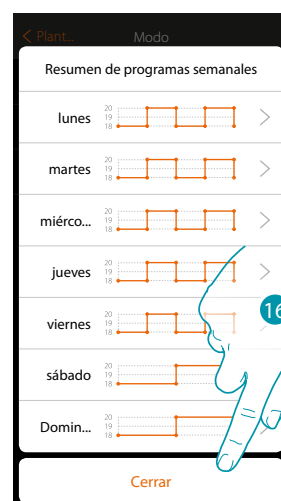 < Plant... Modo
Resumen de programas semanales
lunes
20
19
18
martes
20
19
18
miérco...
20
19
18
jueves
20
19
18
viernes
20
19
18
16
sábado
20
19
18
Domin...
20
19
18
Cerrar